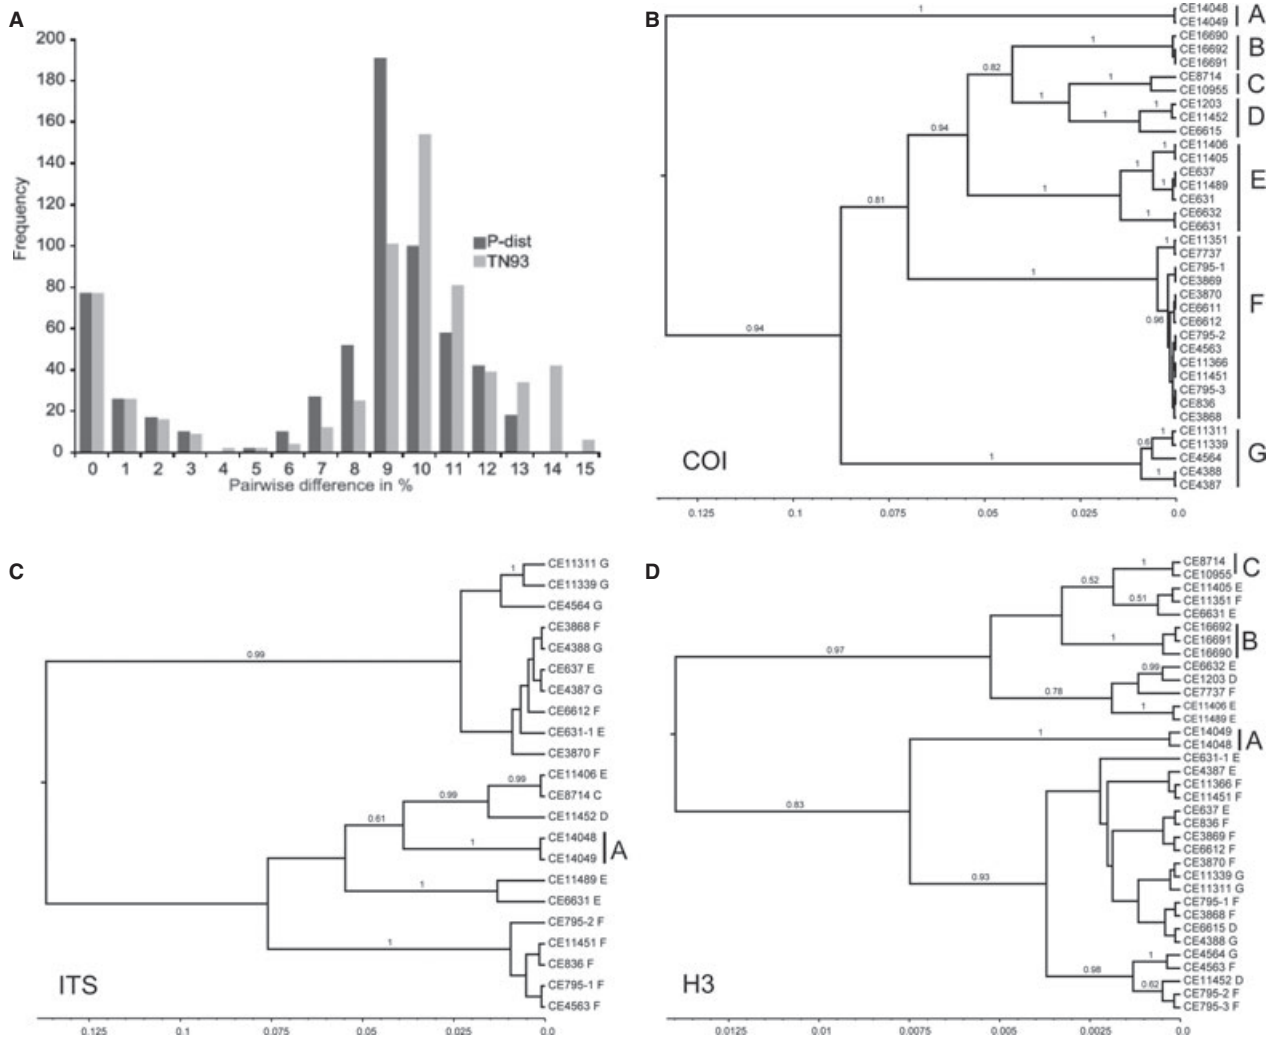 A
200
180
160
140
120
100
80
60
40
20
0
Frequency
P-dist
TN93
0 1 2 3 4 5 6 7 8 9 10 11 12 13 14 15
Pairwise difference in %
B
1
CE14048
CE14049
A
CE16690
1
CE16692
B
CE16691
0.82
CE8714
1
CE10955
C
1
CE1203
1
CE11452
D
1
CE6615
0.94
CE11406
1
CE11405
1
CE637
E
1
CE11489
1
CE631
CE6632
1
CE6631
0.81
CE11351
1
CE7737
CE795-1
1
CE3869
CE3870
CE6611
F
0.96
CE6612
CE795-2
CE4563
CE11366
CE11451
CE795-3
CE836
CE3868
0.94
CE11311
1
CE11339
0.6
CE4564
G
1
CE4388
1
CE4387
COI
0.125 0.1 0.075 0.05 0.025 0.0
C
CE11311 G
1
CE11339 G
CE4564 G
CE3868 F
CE4388 G
0.99
CE637 E
CE4387 G
CE6612 F
CE631-1 E
CE3870 F
CE11406 E
0.99
CE8714 C
0.99
CE11452 D
0.61
CE14048
1
CE14049
A
CE11489 E
1
CE6631 E
CE795-2 F
CE11451 F
1
CE836 F
CE795-1 F
CE4563 F
ITS
0.125 0.1 0.075 0.05 0.025 0.0
D
CE8714
1
CE10955
C
0.52
CE11405 E
0.51
CE11351 F
CE6631 E
CE16692
1
CE16691
B
CE16690
0.97
CE6632 E
0.99
CE1203 D
0.78
CE7737 F
CE11406 E
1
CE11489 E
CE14049
1
CE14048
A
CE631-1 E
CE4387 E
CE11366 F
CE11451 F
0.83
CE637 E
CE836 F
CE3869 F
CE6612 F
CE3870 F
0.93
CE11339 G
CE11311 G
CE795-1 F
CE3868 F
CE6615 D
CE4388 G
CE4564 G
1
CE4563 F
0.98
CE11452 D
0.62
CE795-2 F
CE795-3 F
H3
0.0125 0.01 0.0075 0.005 0.0025 0.0